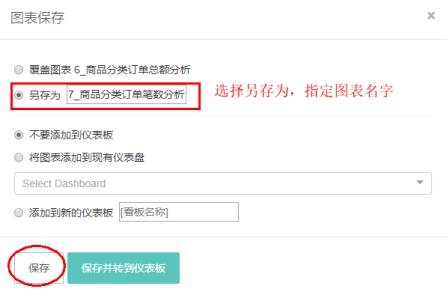 图表保存 ×
覆盖图表 6_商品分类订单总额分析
另存为 7_商品分类订单笔数分析 选择另存为，指定图表名字
不要添加到仪表板
将图表添加到现有仪表盘
Select Dashboard
添加到新的仪表板 [看板名称]
保存 保存并转到仪表板